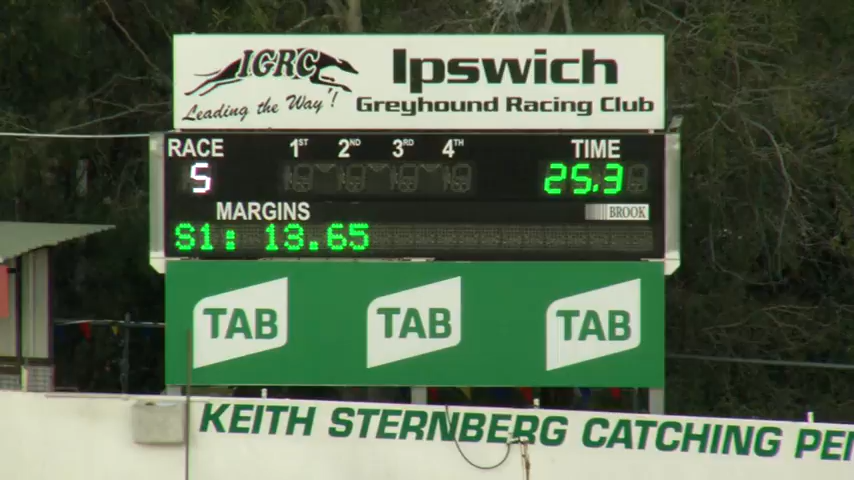 IGRC
Leading the Way'!
Ipswich
Greyhound Racing Club
RACE 1ST 2ND 3RD 4TH TIME
5 25.3
MARGINS BROOK
S1: 13.65
TAB TAB TAB
KEITH STERNBERG CATCHING PEN